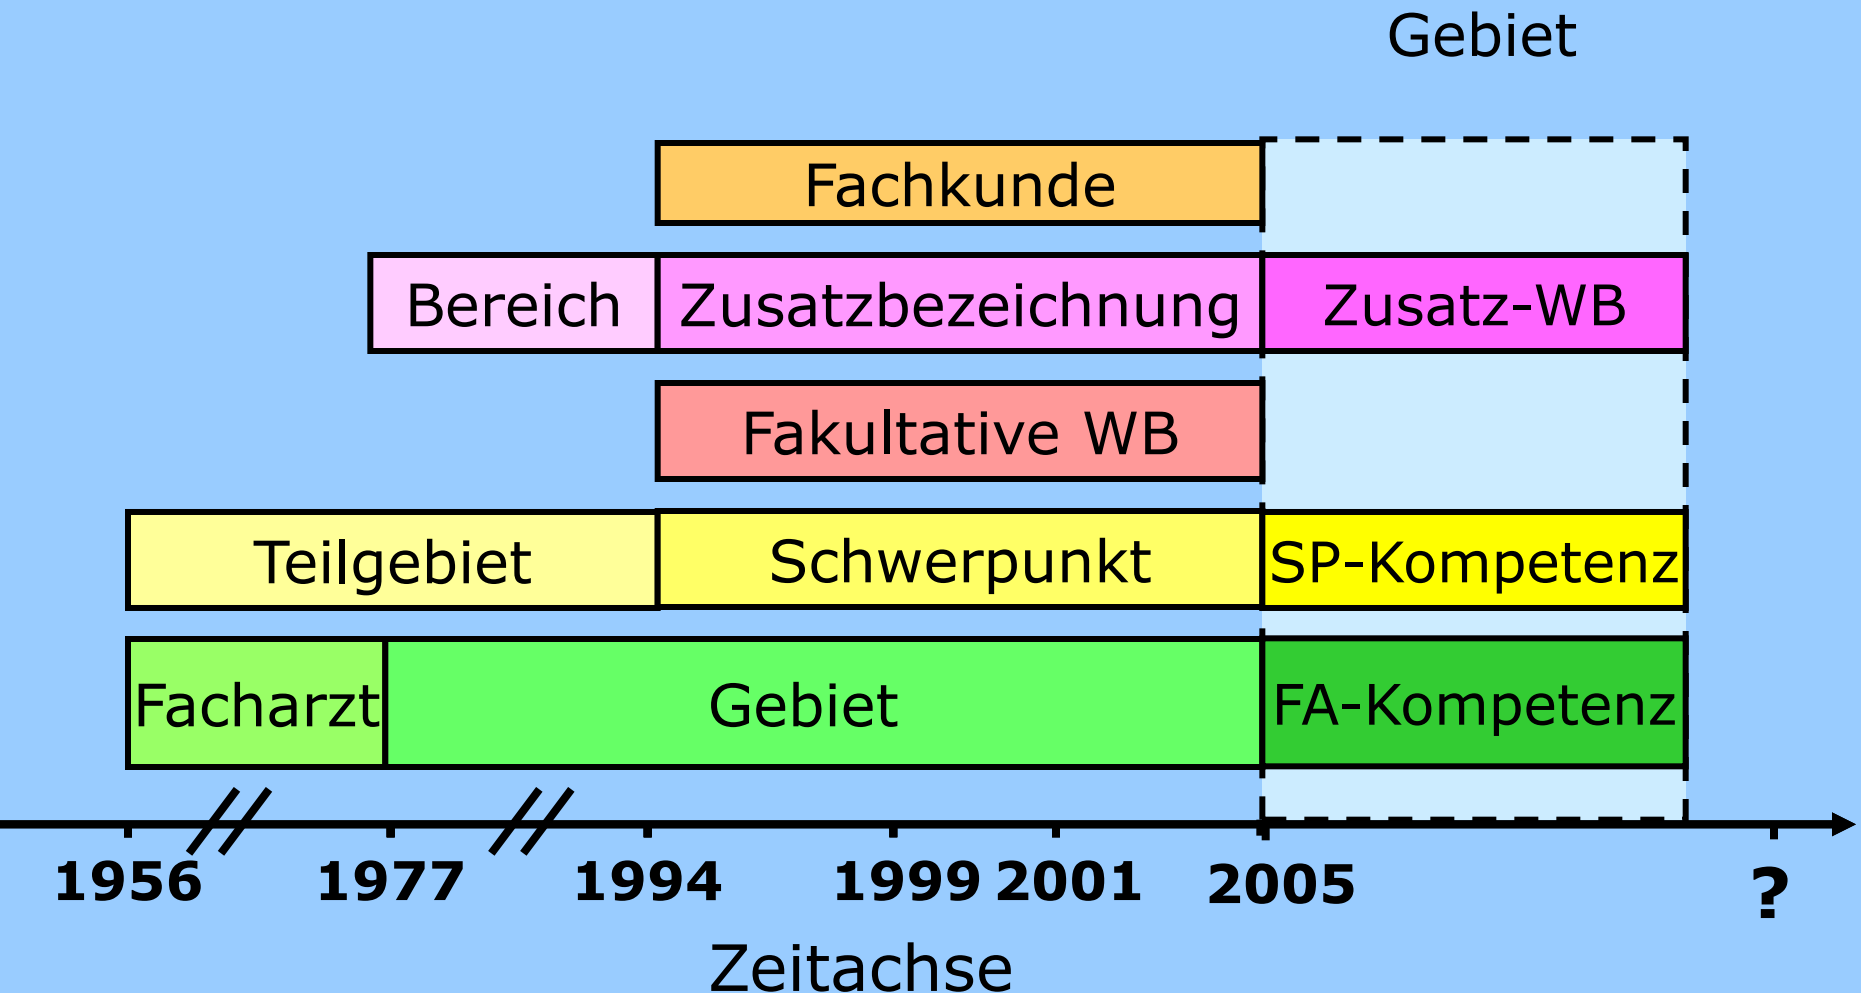 Gebiet
Fachkunde
Bereich Zusatzbezeichnung Zusatz-WB
Fakultative WB
Teilgebiet Schwerpunkt SP-Kompetenz
Facharzt Gebiet FA-Kompetenz
1956 1977 1994 1999 2001 2005 ?
Zeitachse